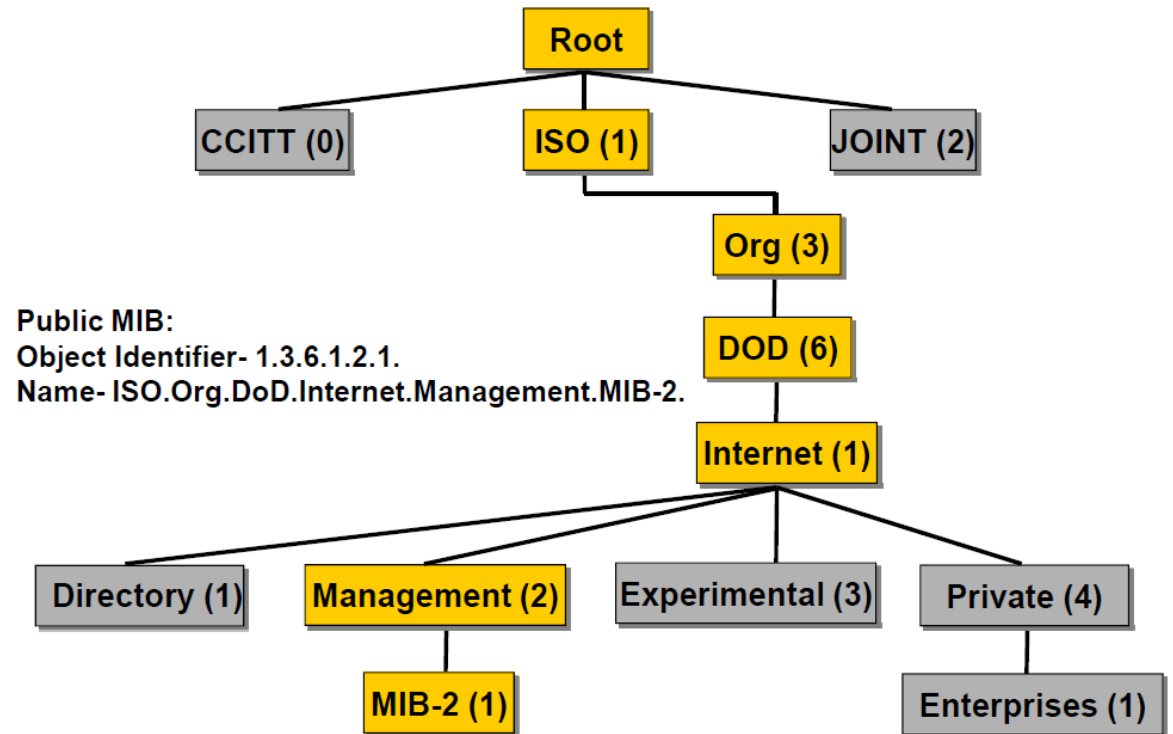 Root
CCITT (0)
ISO (1)
JOINT (2)
Org (3)
Public MIB:
Object Identifier- 1.3.6.1.2.1.
Name- ISO.Org.DoD.Internet.Management.MIB-2.
DOD (6)
Internet (1)
Directory (1)
Management (2)
Experimental (3)
Private (4)
MIB-2 (1)
Enterprises (1)